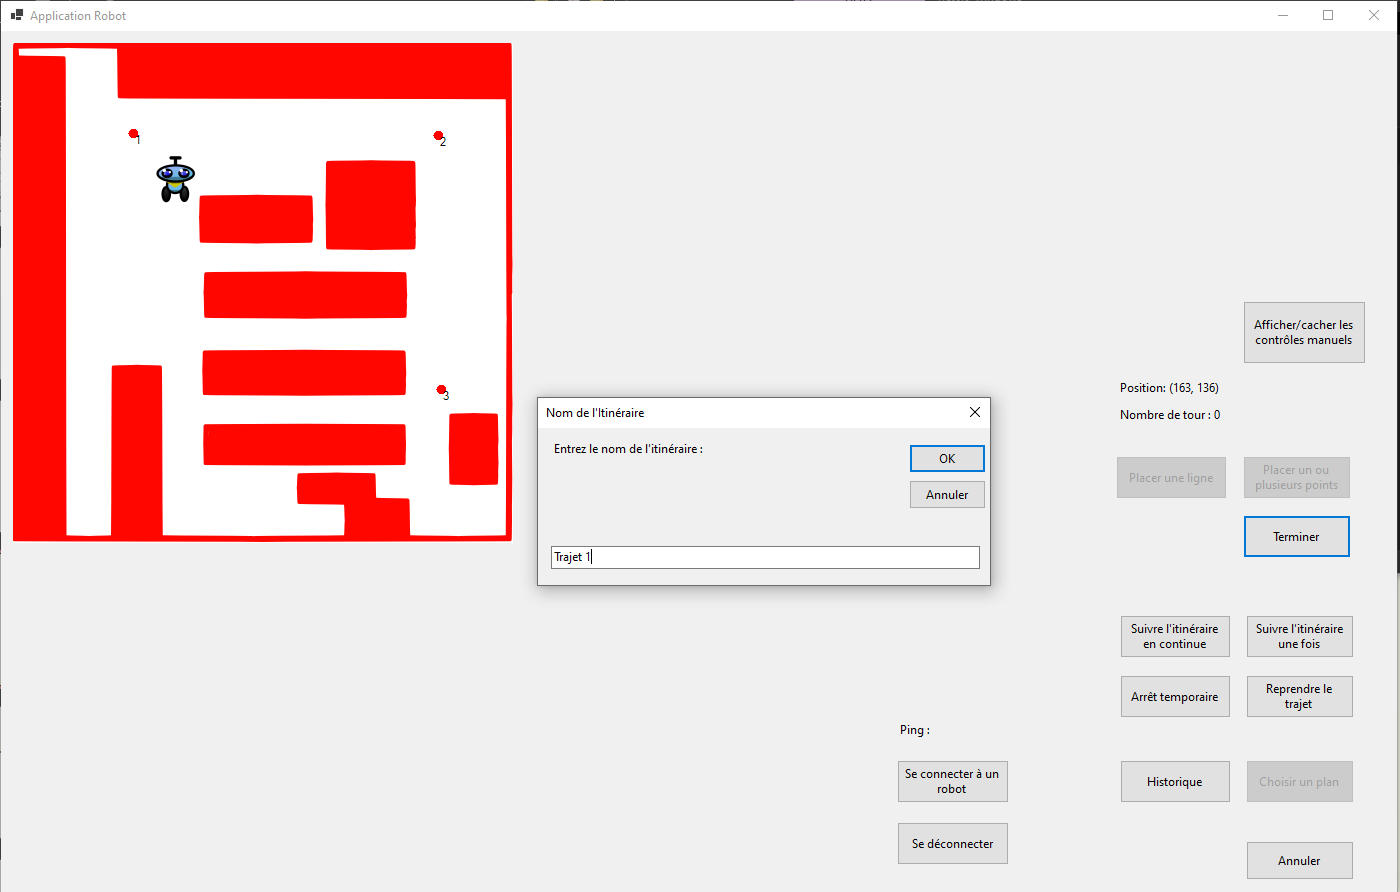 Application Robot
1
2
3
Afficher/cacher les
contrôles manuels
Position: (163, 136)
Nombre de tour : 0
Nom de l'Itinéraire
Entrez le nom de l'itinéraire :
OK
Annuler
Trajet 1
Placer une ligne
Placer un ou
plusieurs points
Terminer
Suivre l'itinéraire
en continue
Suivre l'itinéraire
une fois
Arrêt temporaire
Reprendre le
trajet
Ping :
Se connecter à un
robot
Historique
Choisir un plan
Se déconnecter
Annuler